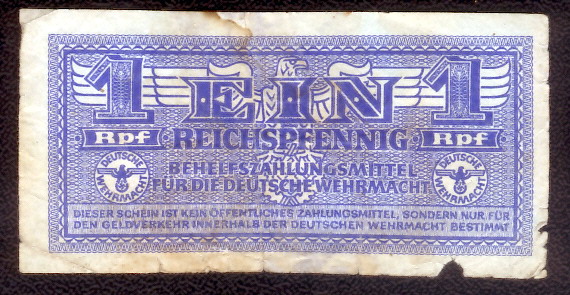 1 EIN 1
Rpf REICHSPFENNIG Rpf
BEHELFSZAHLUNGSMITTEL
FÜR DIE DEUTSCHE WEHRMACHT
DEUTSCHE WEHRMACHT
DEUTSCHE WEHRMACHT
DIESER SCHEIN IST KEIN ÖFFENTLICHES ZAHLUNGSMITTEL, SONDERN NUR FÜR
DEN GELDVERKEHR INNERHALB DER DEUTSCHEN WEHRMACHT BESTIMMT